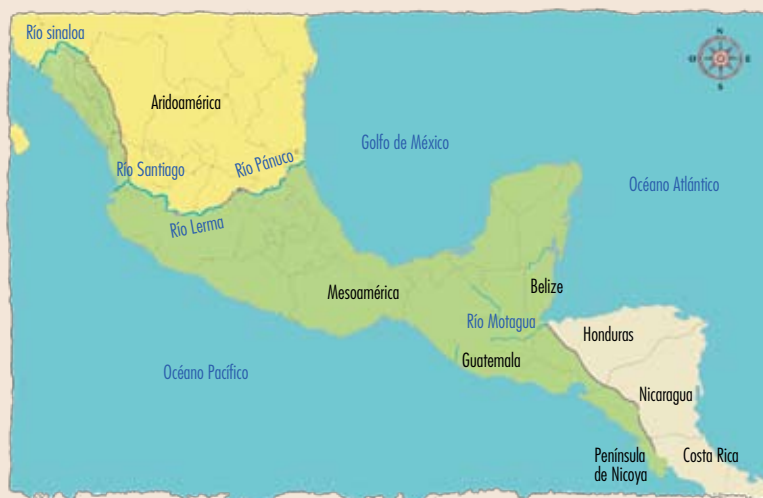 Río sinaloa
N
O
E
S
Aridoamérica
Golfo de México
Río Santiago
Río Pánuco
Océano Atlántico
Río Lerma
Mesoamérica
Belize
Río Motagua
Honduras
Guatemala
Océano Pacífico
Nicaragua
Península
de Nicoya
Costa Rica